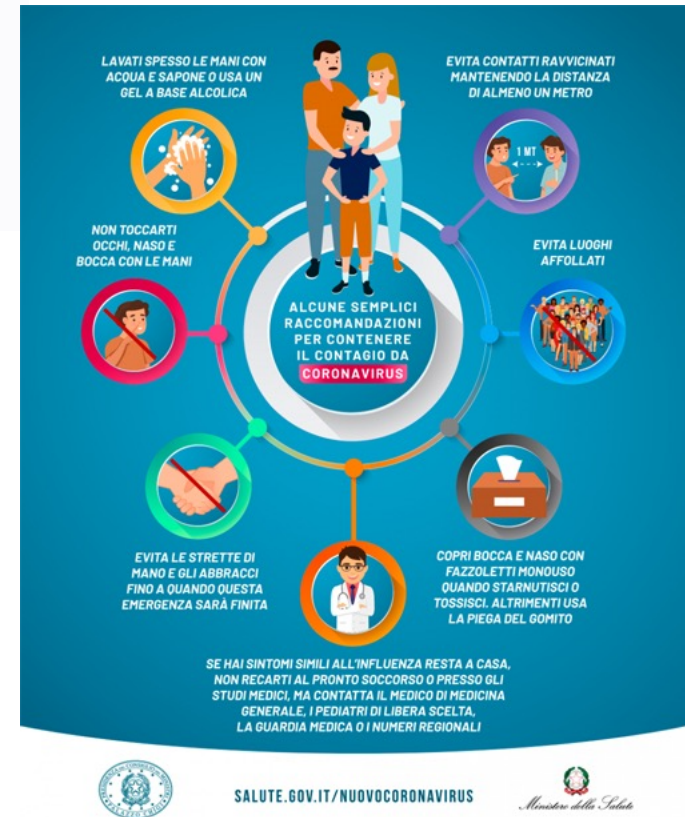 LAVATI SPESSO LE MANI CON
ACQUA E SAPONE O USA UN
GEL A BASE ALCOLICA
EVITA CONTATTI RAVVICINATI
MANTENENDO LA DISTANZA
DI ALMENO UN METRO
1 MT
NON TOCCARTI
OCCHI, NASO E
BOCCA CON LE MANI
EVITA LUOGHI
AFFOLLATI
ALCUNE SEMPLICI
RACCOMANDAZIONI
PER CONTENERE
IL CONTAGIO DA
CORONAVIRUS
EVITA LE STRETTE DI
MANO E GLI ABBRACCI
FINO A QUANDO QUESTA
EMERGENZA SARÀ FINITA
COPRI BOCCA E NASO CON
FAZZOLETTI MONOUSO
QUANDO STARNUTISCI O
TOSSISCI. ALTRIMENTI USA
LA PIEGA DEL GOMITO
SE HAI SINTOMI SIMILI ALL'INFLUENZA RESTA A CASA,
NON RECARTI AL PRONTO SOCCORSO O PRESSO GLI
STUDI MEDICI, MA CONTATTA IL MEDICO DI MEDICINA
GENERALE, I PEDIATRI DI LIBERA SCELTA,
LA GUARDIA MEDICA O I NUMERI REGIONALI
SALUTE.GOV.IT/NUOVOCORONAVIRUS
Ministero della Salute